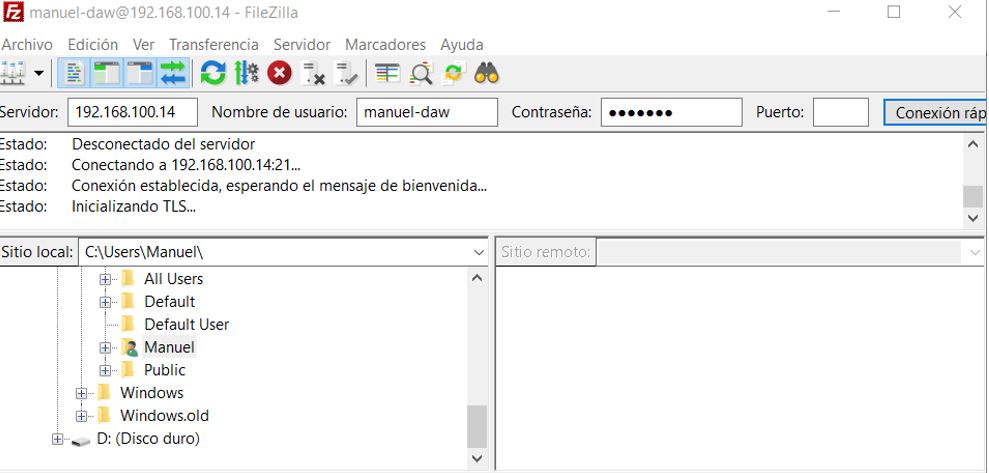 manuel-daw@192.168.100.14 - FileZilla
Archivo Edición Ver Transferencia Servidor Marcadores Ayuda
Servidor: 192.168.100.14 Nombre de usuario: manuel-daw Contraseña: ●●●●●●● Puerto: Conexión ráp
Estado: Desconectado del servidor
Estado: Conectando a 192.168.100.14:21...
Estado: Conexión establecida, esperando el mensaje de bienvenida...
Estado: Inicializando TLS...
Sitio local: C:\Users\Manuel\ Sitio remoto:
All Users
Default
Default User
Manuel
Public
Windows
Windows.old
D: (Disco duro)